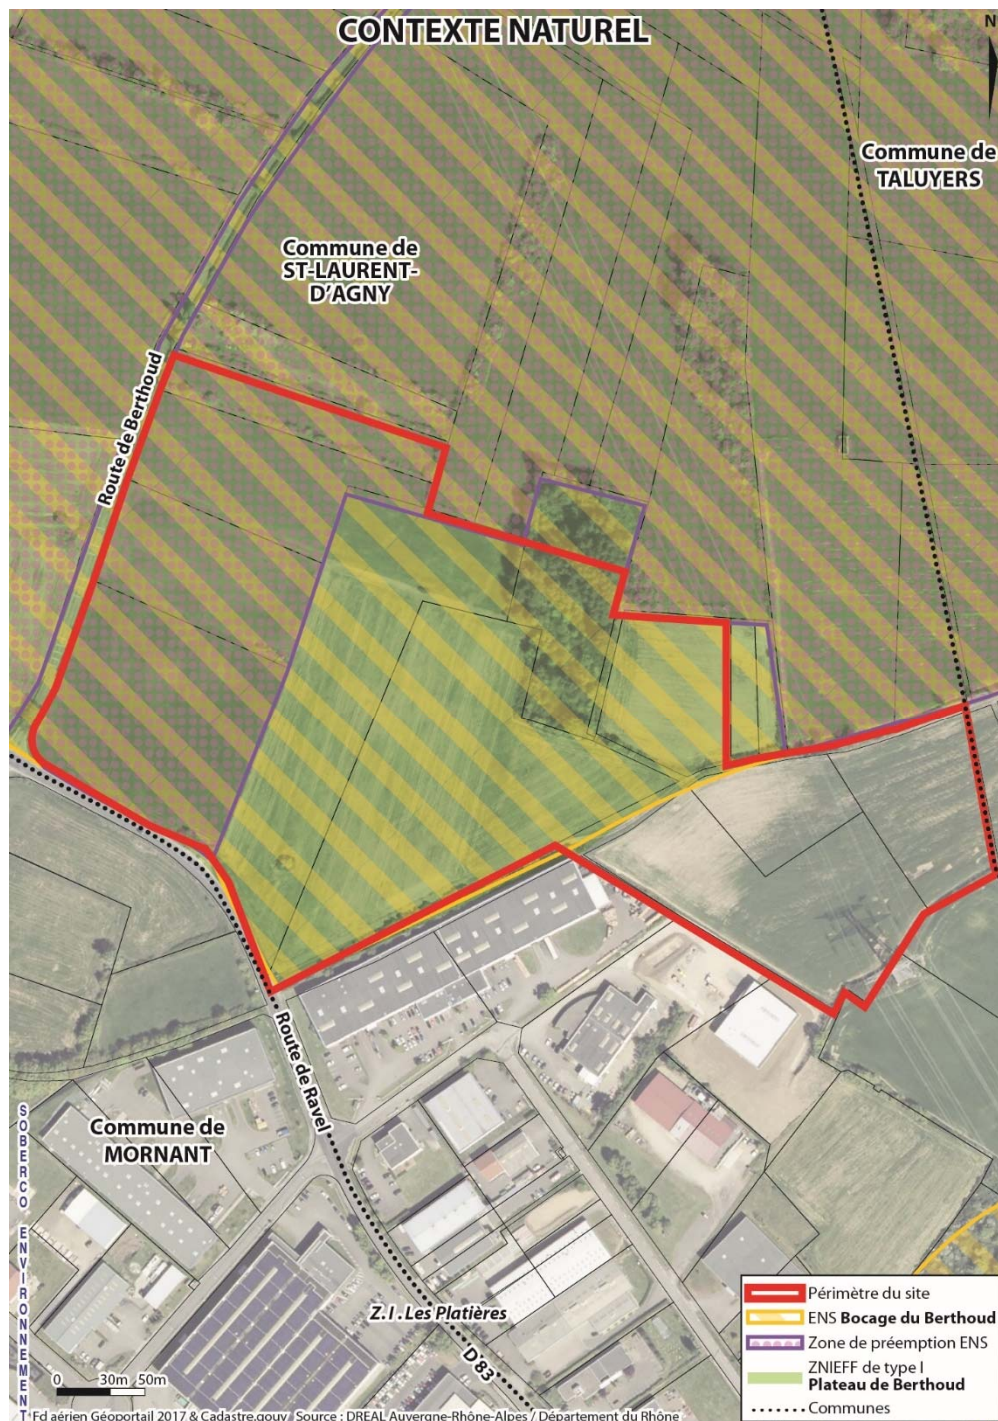 CONTEXTE NATUREL
N
Commune de
TALUYERS
Commune de
ST-LAURENT-
D'AGNY
Route de Berthoud
Route de Ravel
Commune de
MORNANT
SOBERCO ENVIRONNEMENT
Z.I. Les Platières
D83
Périmètre du site
ENS Bocage du Berthoud
Zone de préemption ENS
ZNIEFF de type I
Plateau de Berthoud
Communes
0 30m 50m
Fd aérien Géoportail 2017 & Cadastre.gouv Source : DREAL Auvergne-Rhône-Alpes / Département du Rhône